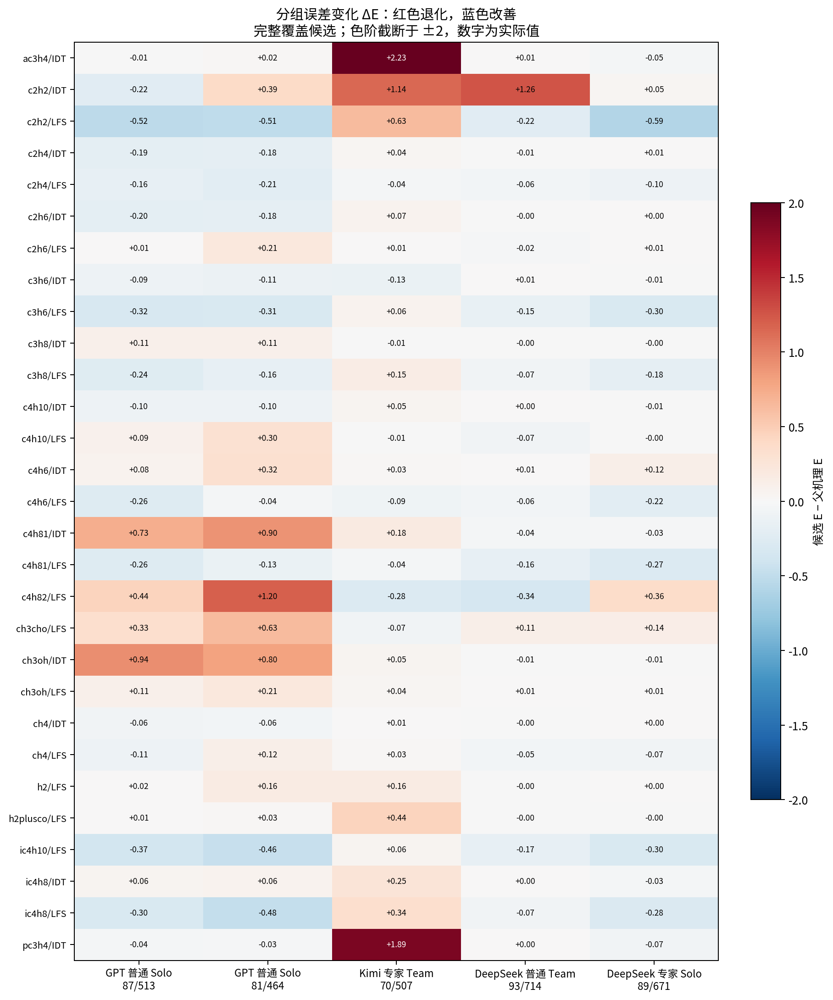 分组误差变化 ΔE：红色退化，蓝色改善
完整覆盖候选；色阶截断于 ±2，数字为实际值
ac3h4/IDT -0.01 +0.02 +2.23 +0.01 -0.05
c2h2/IDT -0.22 +0.39 +1.14 +1.26 +0.05
c2h2/LFS -0.52 -0.51 +0.63 -0.22 -0.59
c2h4/IDT -0.19 -0.18 +0.04 -0.01 +0.01
c2h4/LFS -0.16 -0.21 -0.04 -0.06 -0.10
c2h6/IDT -0.20 -0.18 +0.07 -0.00 +0.00
c2h6/LFS +0.01 +0.21 +0.01 -0.02 +0.01
c3h6/IDT -0.09 -0.11 -0.13 +0.01 -0.01
c3h6/LFS -0.32 -0.31 +0.06 -0.15 -0.30
c3h8/IDT +0.11 +0.11 -0.01 -0.00 -0.00
c3h8/LFS -0.24 -0.16 +0.15 -0.07 -0.18
c4h10/IDT -0.10 -0.10 +0.05 +0.00 -0.01
c4h10/LFS +0.09 +0.30 -0.01 -0.07 -0.00
c4h6/IDT +0.08 +0.32 +0.03 +0.01 +0.12
c4h6/LFS -0.26 -0.04 -0.09 -0.06 -0.22
c4h81/IDT +0.73 +0.90 +0.18 -0.04 -0.03
c4h81/LFS -0.26 -0.13 -0.04 -0.16 -0.27
c4h82/LFS +0.44 +1.20 -0.28 -0.34 +0.36
ch3cho/LFS +0.33 +0.63 -0.07 +0.11 +0.14
ch3oh/IDT +0.94 +0.80 +0.05 -0.01 -0.01
ch3oh/LFS +0.11 +0.21 +0.04 +0.01 +0.01
ch4/IDT -0.06 -0.06 +0.01 -0.00 +0.00
ch4/LFS -0.11 +0.12 +0.03 -0.05 -0.07
h2/LFS +0.02 +0.16 +0.16 -0.00 +0.00
h2plusco/LFS +0.01 +0.03 +0.44 -0.00 -0.00
ic4h10/LFS -0.37 -0.46 +0.06 -0.17 -0.30
ic4h8/IDT +0.06 +0.06 +0.25 +0.00 -0.03
ic4h8/LFS -0.30 -0.48 +0.34 -0.07 -0.28
pc3h4/IDT -0.04 -0.03 +1.89 +0.00 -0.07
GPT 普通 Solo GPT 普通 Solo Kimi 专家 Team DeepSeek 普通 Team DeepSeek 专家 Solo
87/513 81/464 70/507 93/714 89/671
2.0
1.5
1.0
0.5
0.0
-0.5
-1.0
-1.5
-2.0
候选 E − 父机理 E